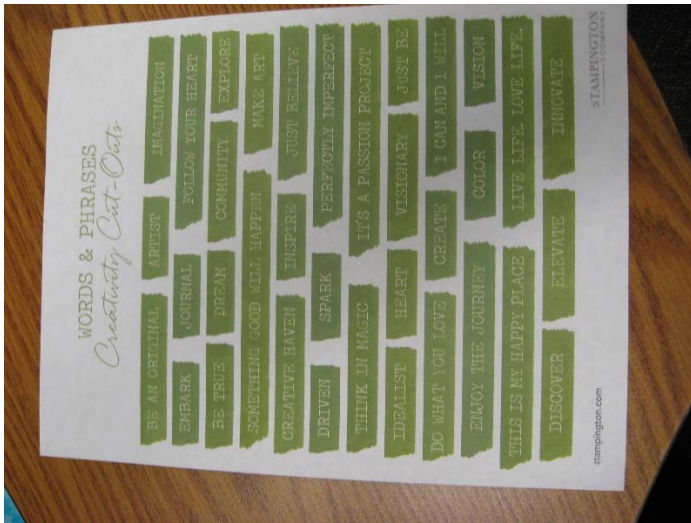 WORDS & PHRASES
Creativity Cut-Outs
BE AN ORIGINAL ARTIST IMAGINATION
EMBARK JOURNAL FOLLOW YOUR HEART
BE TRUE DREAM COMMUNITY EXPLORE
SOMETHING GOOD WILL HAPPEN MAKE ART
CREATIVE HAVEN INSPIRE JUST BELIEVE
DRIVEN SPARK PERFECTLY IMPERFECT
THINK IN MAGIC IT'S A PASSION PROJECT
IDEALIST HEART VISIONARY JUST BE
DO WHAT YOU LOVE CREATE I CAN AND I WILL
ENJOY THE JOURNEY COLOR VISION
THIS IS MY HAPPY PLACE LIVE LIFE. LOVE LIFE.
DISCOVER ELEVATE INNOVATE
stampington.com STAMPINGTON
& COMPANY